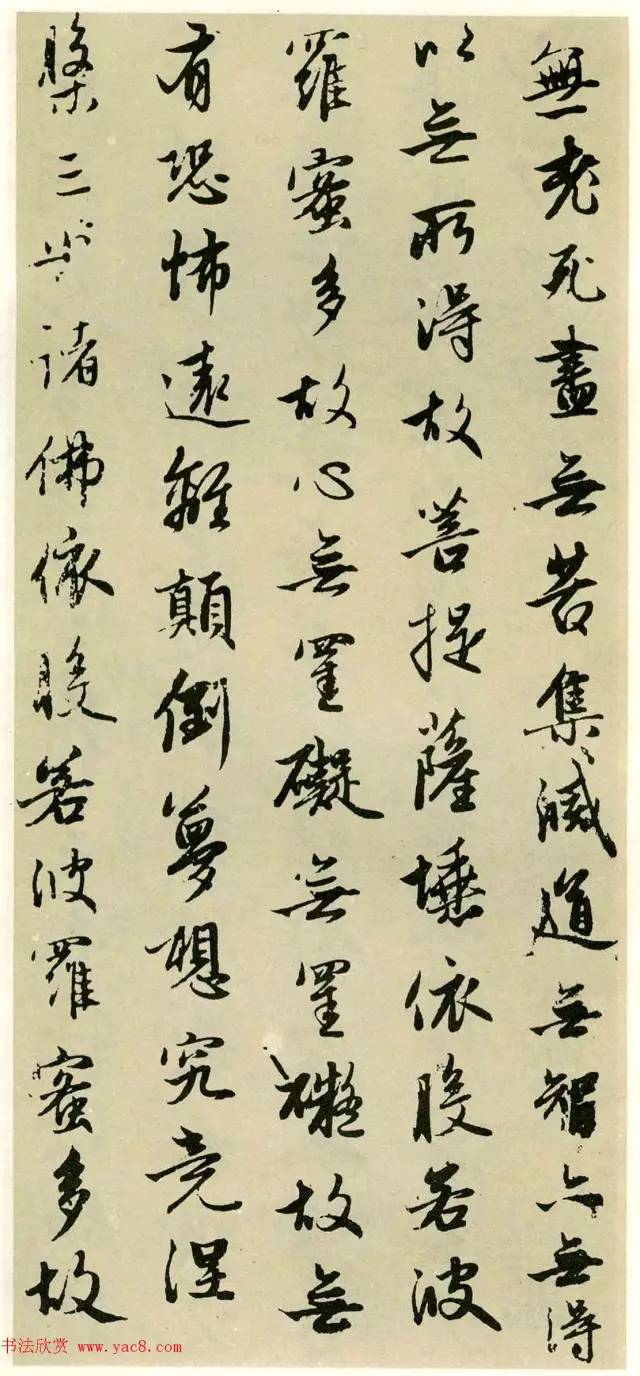 無老死盡無苦集滅道無智亦無得
以無所得故菩提薩埵依般若波
羅蜜多故心無罣礙無罣礙故無
有恐怖遠離顛倒夢想究竟涅
槃三世諸佛依般若波羅蜜多故
书法欣赏 www.yac8.com